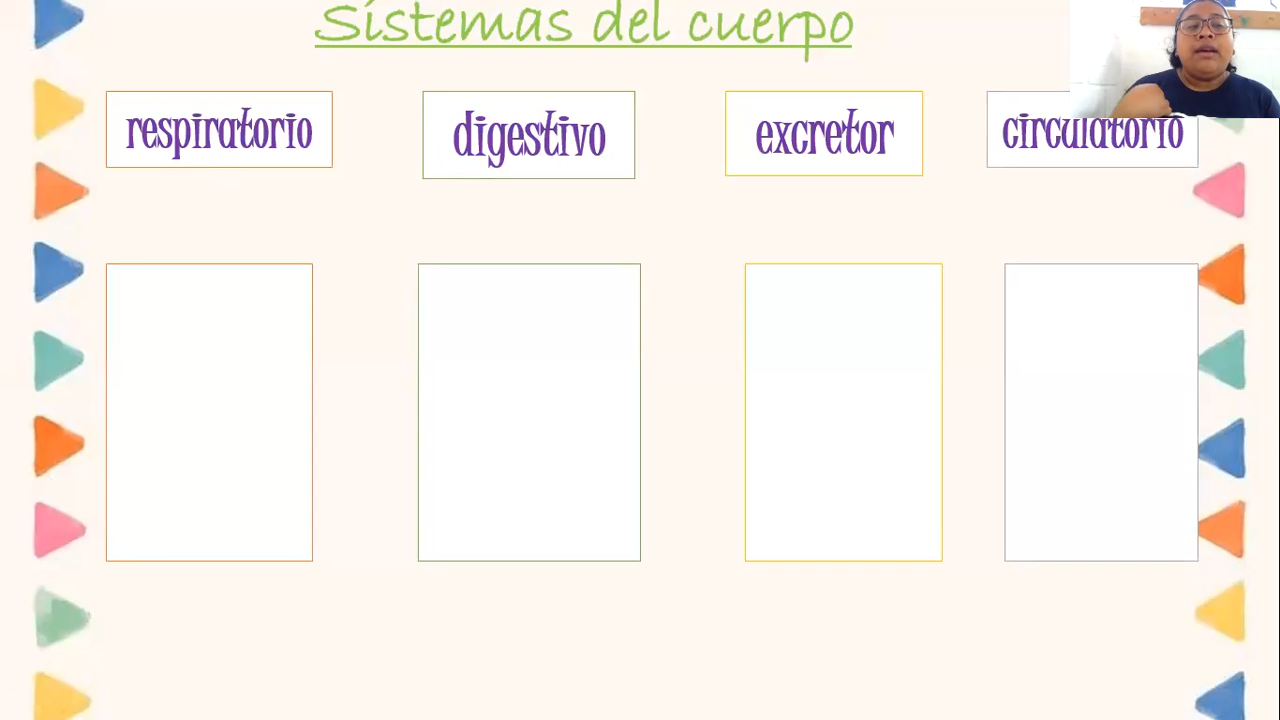 Sistemas del cuerpo
respiratorio
digestivo
excretor
circulatorio